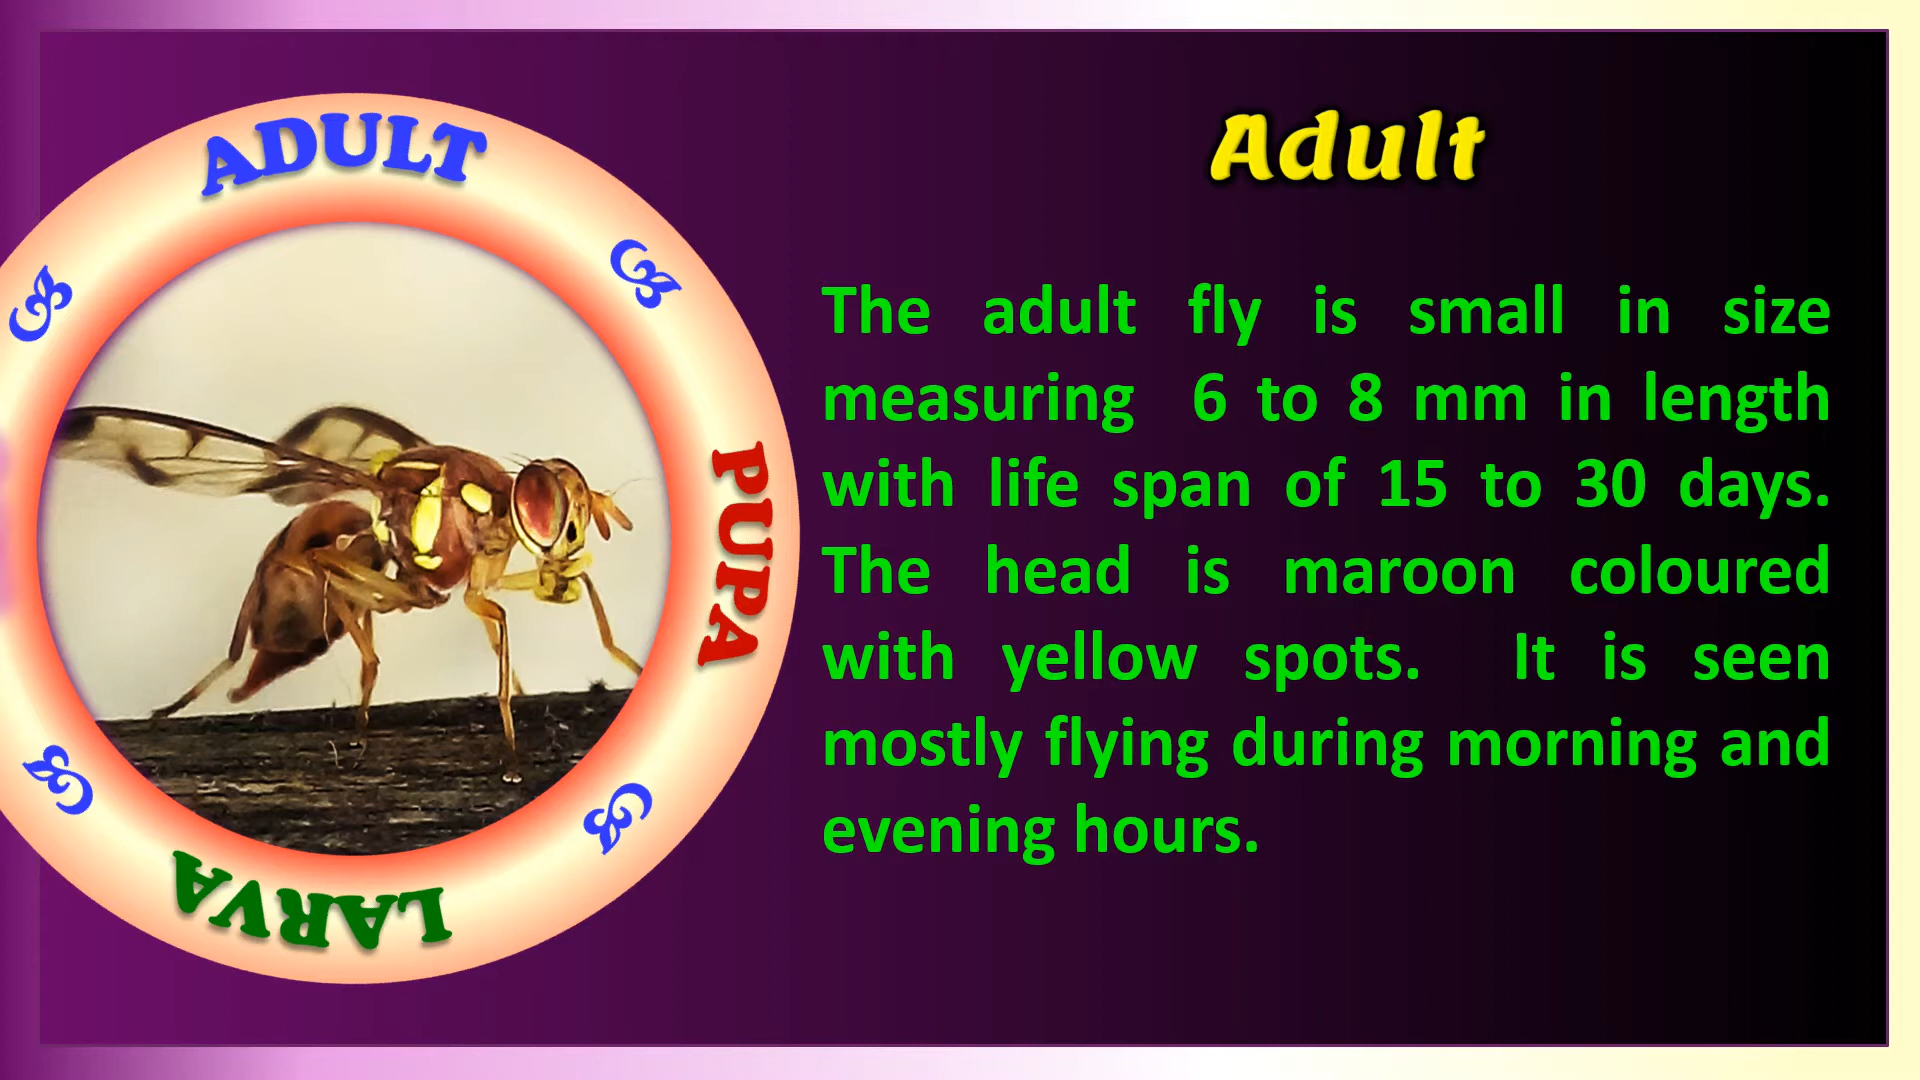 ADULT
PUPA
LARVA
Adult
The adult fly is small in size
measuring 6 to 8 mm in length
with life span of 15 to 30 days.
The head is maroon coloured
with yellow spots. It is seen
mostly flying during morning and
evening hours.